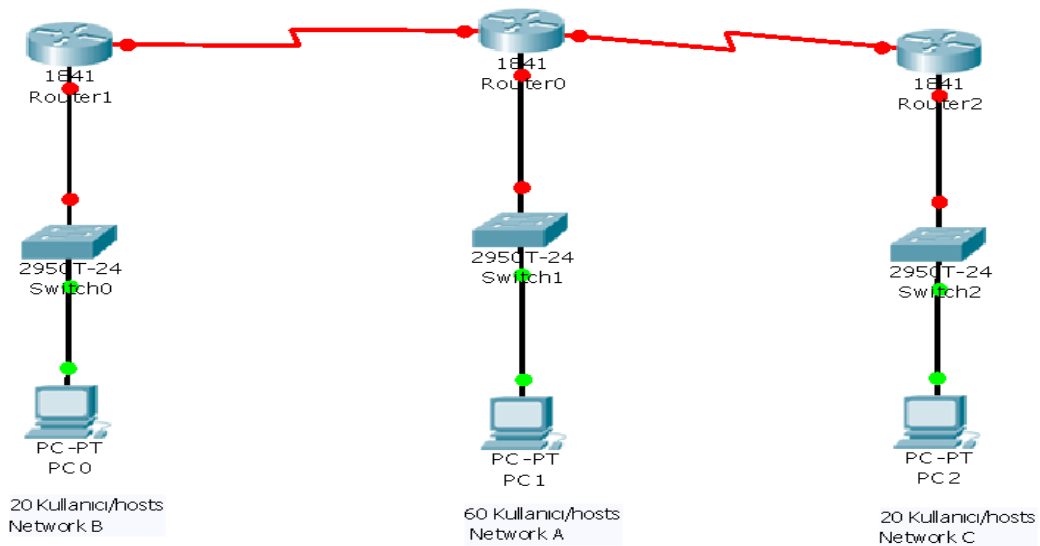 1841
Router1
1841
Router0
1841
Router2
2950T-24
Switch0
2950T-24
Switch1
2950T-24
Switch2
PC-PT
PC0
PC-PT
PC1
PC-PT
PC2
20 Kullanıcı/hosts
Network B
60 Kullanıcı/hosts
Network A
20 Kullanıcı/hosts
Network C